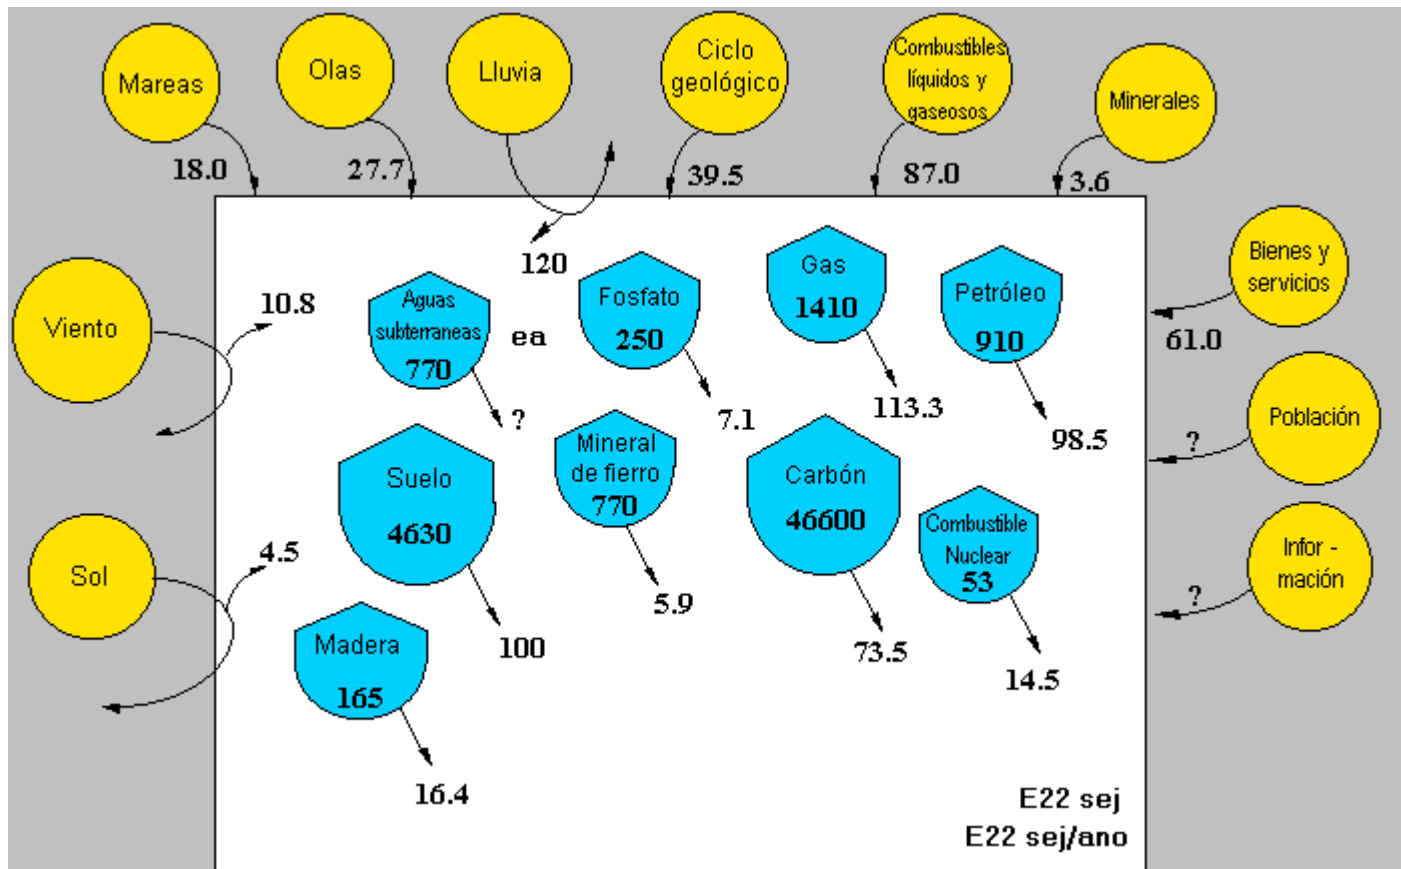 Mareas
Olas
Lluvia
Ciclo
geológico
Combustibles
líquidos y
gaseosos
Minerales
18.0
27.7
39.5
87.0
3.6
120
Viento
10.8
Aguas
subterraneas
770
ea
?
Fosfato
250
7.1
Gas
1410
113.3
Petróleo
910
98.5
Bienes y
servicios
61.0
Población
?
Sol
4.5
Suelo
4630
100
Mineral
de fierro
770
5.9
Carbón
46600
73.5
Combustible
Nuclear
53
14.5
Infor -
mación
?
Madera
165
16.4
E22 sej
E22 sej/ano